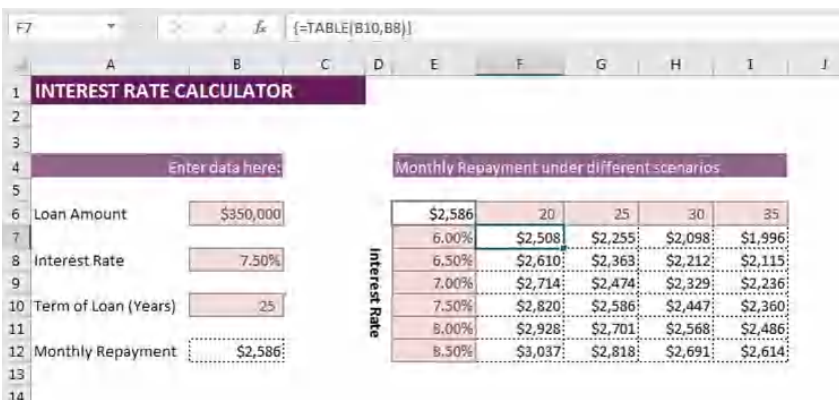 F7 fx {=TABLE(B10,B8)}
A B C D E F G H I J
1 INTEREST RATE CALCULATOR
2
3
4 Enter data here: Monthly Repayment under different scenarios
5
6 Loan Amount $350,000 $2,586 20 25 30 35
7 6.00% $2,508 $2,255 $2,098 $1,996
8 Interest Rate 7.50% 6.50% $2,610 $2,363 $2,212 $2,115
9 7.00% $2,714 $2,474 $2,329 $2,236
10 Term of Loan (Years) 25 7.50% $2,820 $2,586 $2,447 $2,360
11 8.00% $2,928 $2,701 $2,568 $2,486
12 Monthly Repayment $2,586 8.50% $3,037 $2,818 $2,691 $2,614
13
14
Interest Rate